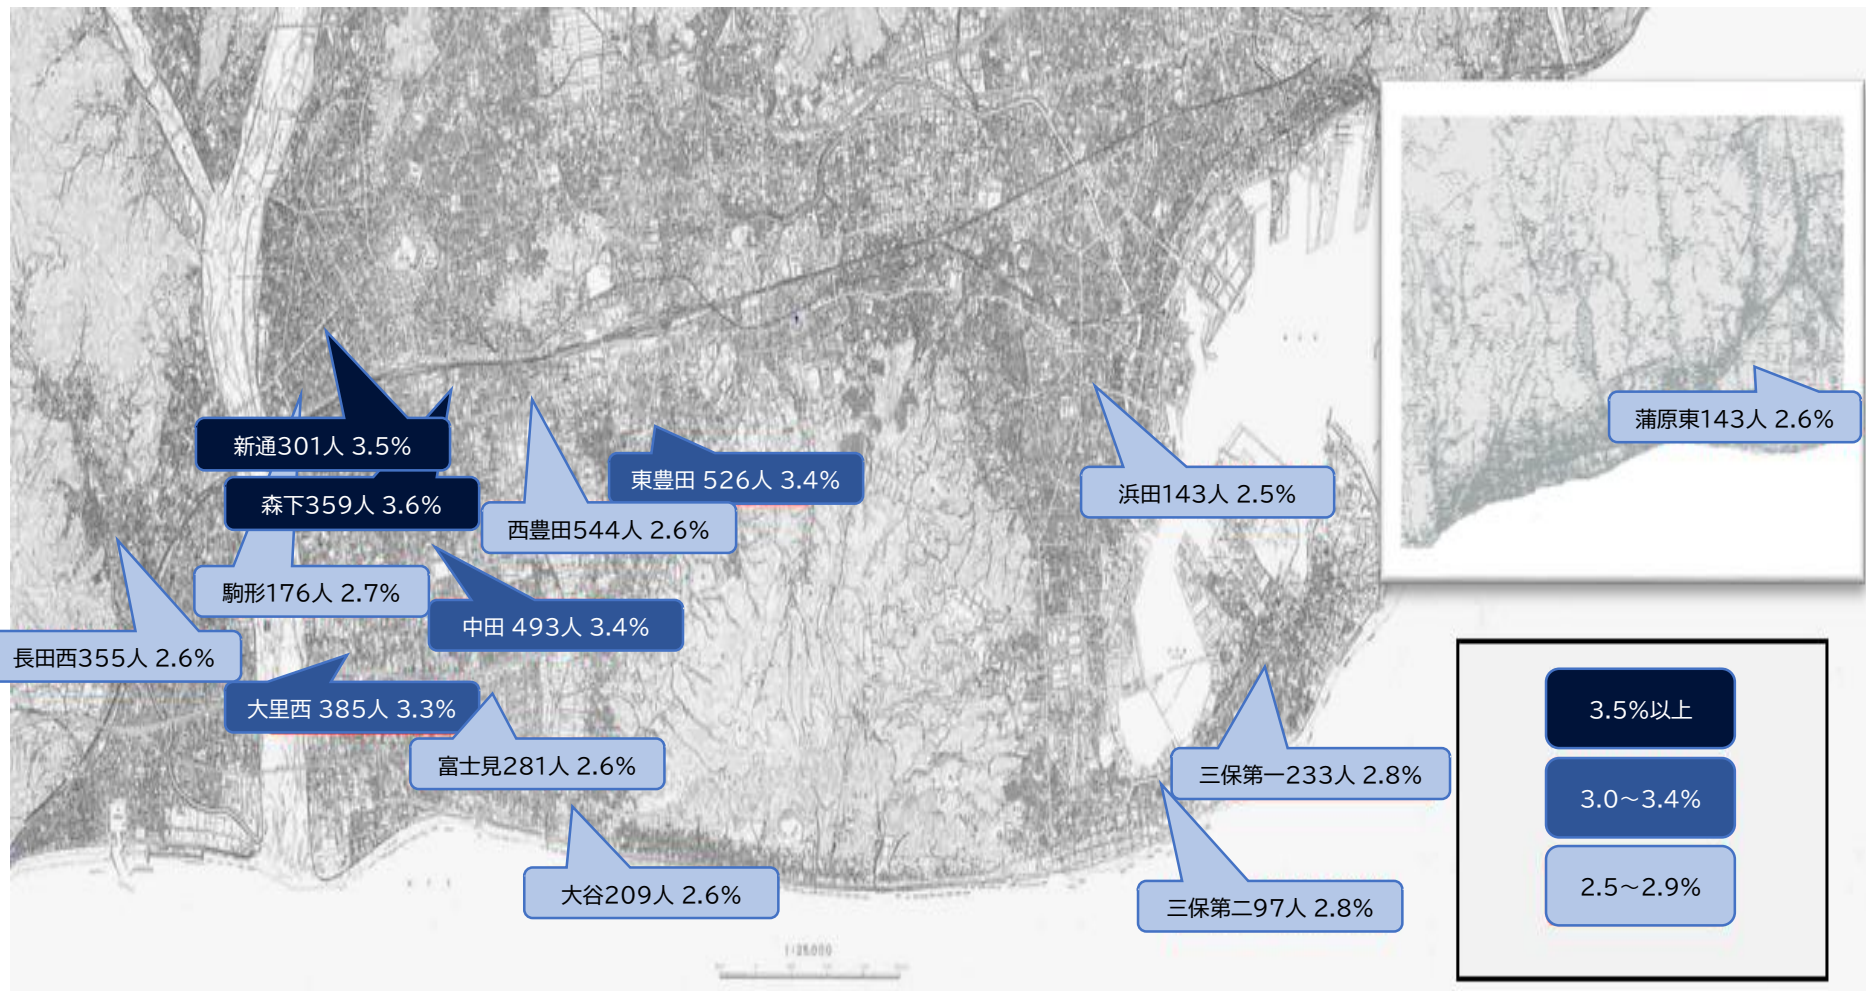 蒲原東143人 2.6%
新通301人 3.5%
東豊田 526人 3.4%
浜田143人 2.5%
森下359人 3.6%
西豊田544人 2.6%
駒形176人 2.7%
中田 493人 3.4%
長田西355人 2.6%
大里西 385人 3.3%
富士見281人 2.6%
三保第一233人 2.8%
大谷209人 2.6%
三保第二97人 2.8%
3.5%以上
3.0～3.4%
2.5～2.9%
1:25000